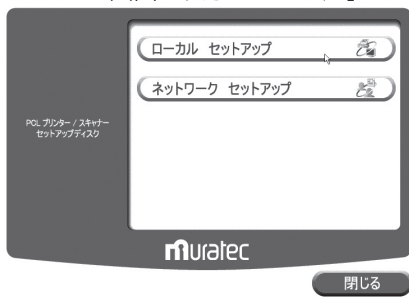 ローカル セットアップ
ネットワーク セットアップ
PCL プリンター / スキャナー
セットアップディスク
muratec
閉じる